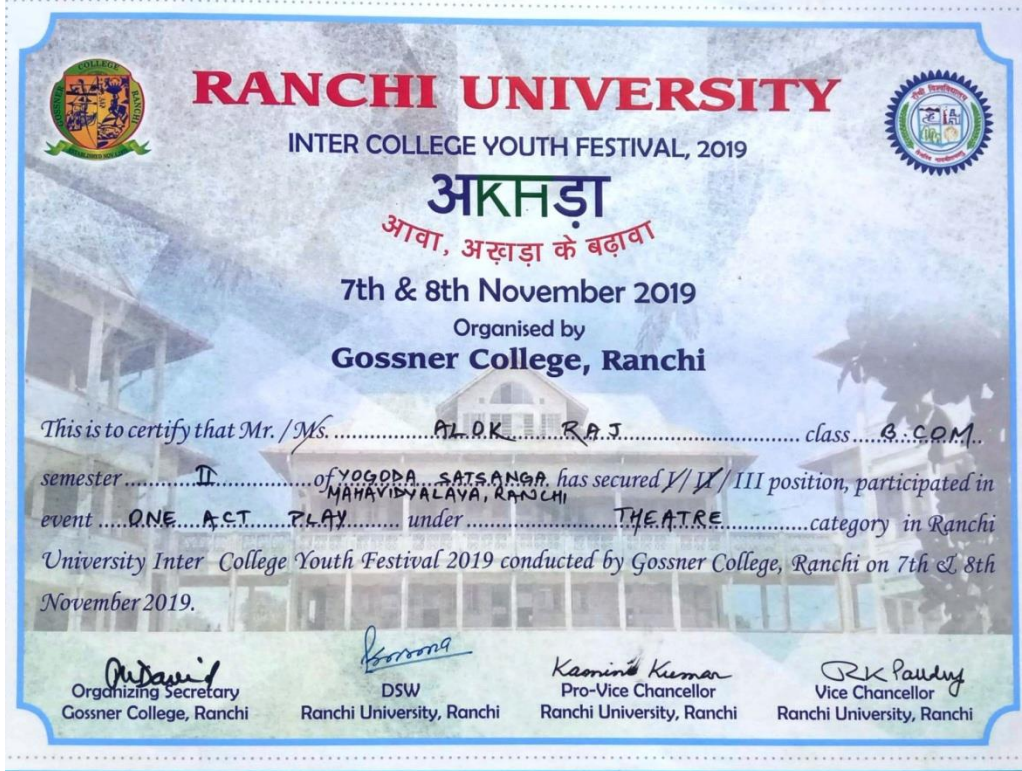 COLLEGE
GOSSNER
RANCHI
RANCHI UNIVERSITY
INTER COLLEGE YOUTH FESTIVAL, 2019
अKHड़ा
आवा, अखड़ा के बढ़ावा
7th & 8th November 2019
Organised by
Gossner College, Ranchi
This is to certify that Mr. / Ms. ALOK RAJ class B.COM
semester II of YOGODA SATSANGA has secured I / II / III position, participated in
MAHAVIDYALAYA, RANCHI
event ONE ACT PLAY under THEATRE category in Ranchi
University Inter College Youth Festival 2019 conducted by Gossner College, Ranchi on 7th & 8th
November 2019.
Kamini Kumar
RK Pandey
Organizing Secretary
DSW
Pro-Vice Chancellor
Vice Chancellor
Gossner College, Ranchi
Ranchi University, Ranchi
Ranchi University, Ranchi
Ranchi University, Ranchi